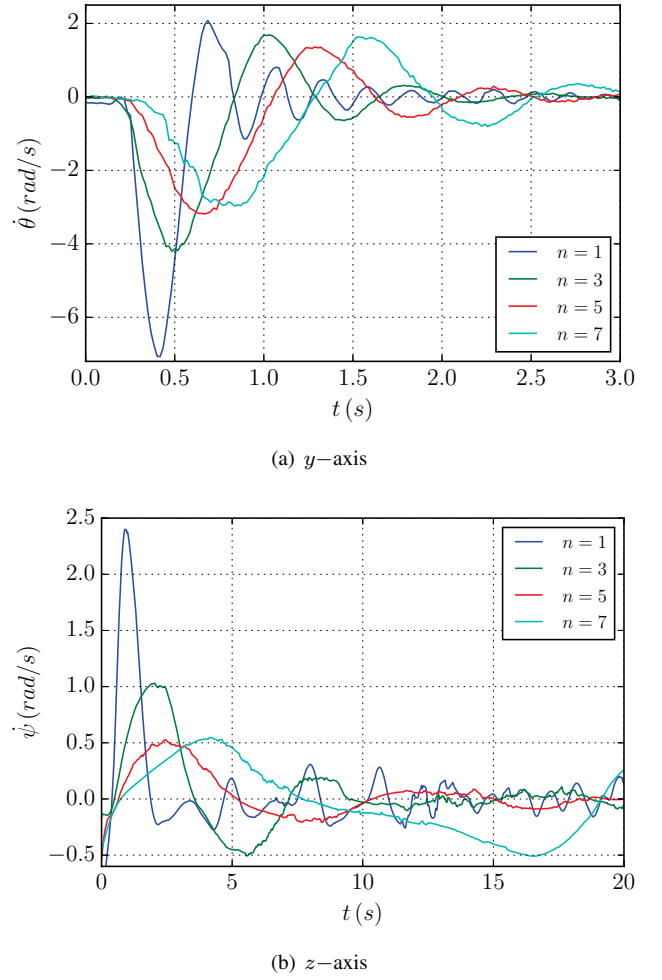 2
0
−2
−4
−6
θ̇ (rad/s)
0.0 0.5 1.0 1.5 2.0 2.5 3.0
t (s)
n = 1
n = 3
n = 5
n = 7
(a) y−axis
2.5
2.0
1.5
1.0
0.5
0.0
−0.5
ψ̇ (rad/s)
0 5 10 15 20
t (s)
n = 1
n = 3
n = 5
n = 7
(b) z−axis